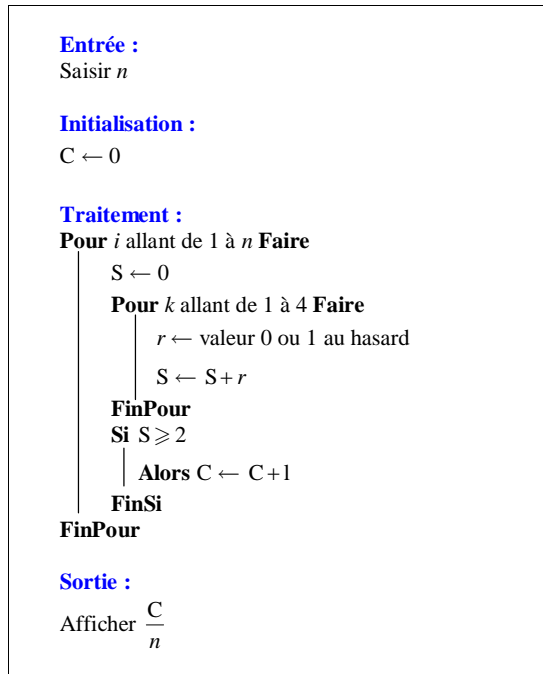 Entrée :
Saisir n
Initialisation :
C ← 0
Traitement :
Pour i allant de 1 à n Faire
S ← 0
Pour k allant de 1 à 4 Faire
r ← valeur 0 ou 1 au hasard
S ← S + r
FinPour
Si S ⩾ 2
Alors C ← C + 1
FinSi
FinPour
Sortie :
Afficher C/n